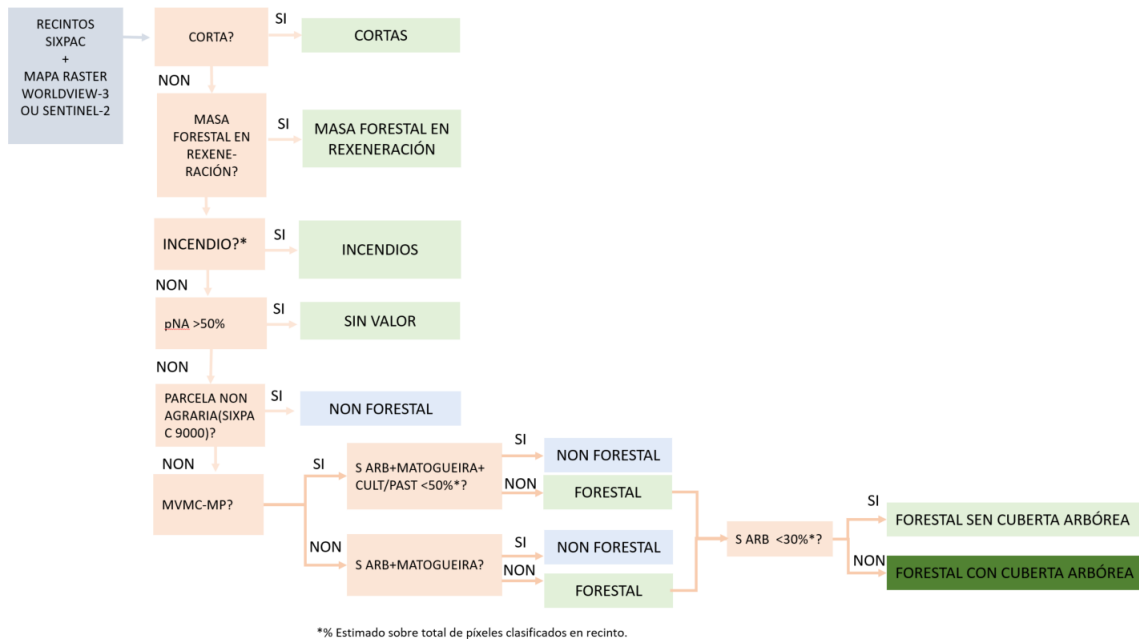 RECINTOS
SIXPAC
+
MAPA RASTER
WORLDVIEW-3
OU SENTINEL-2
CORTA?
SI
CORTAS
NON
MASA
FORESTAL EN
REXENE-
RACIÓN?
SI
MASA FORESTAL EN
REXENERACIÓN
INCENDIO?*
SI
INCENDIOS
NON
pNA >50%
SI
SIN VALOR
NON
PARCELA NON
AGRARIA(SIXPA
C 9000)?
SI
NON FORESTAL
NON
MVMC-MP?
SI
S ARB+MATOGUEIRA+
CULT/PAST <50%*?
SI
NON FORESTAL
NON
FORESTAL
NON
S ARB+MATOGUEIRA?
SI
NON FORESTAL
NON
FORESTAL
S ARB <30%*?
SI
FORESTAL SEN CUBERTA ARBÓREA
NON
FORESTAL CON CUBERTA ARBÓREA
*% Estimado sobre total de píxeles clasificados en recinto.